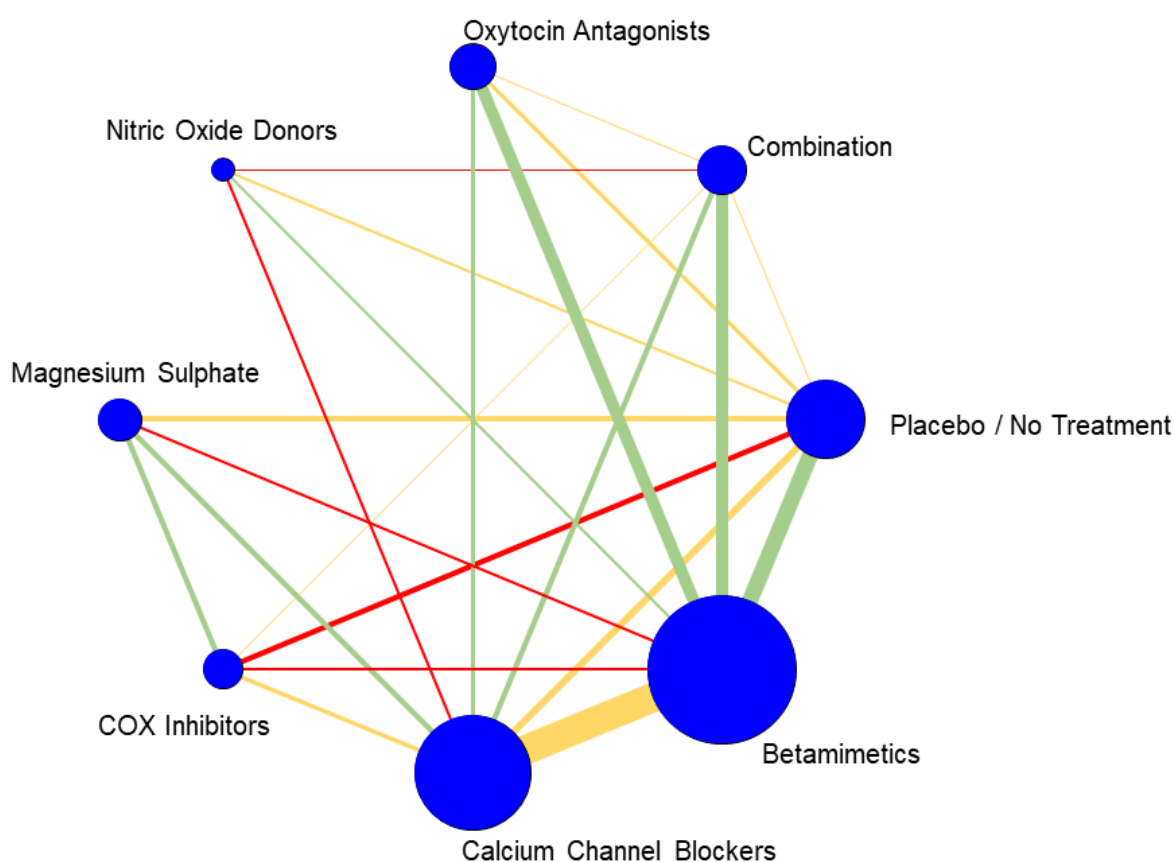 Oxytocin Antagonists
Nitric Oxide Donors
Combination
Magnesium Sulphate
Placebo / No Treatment
COX Inhibitors
Betamimetics
Calcium Channel Blockers